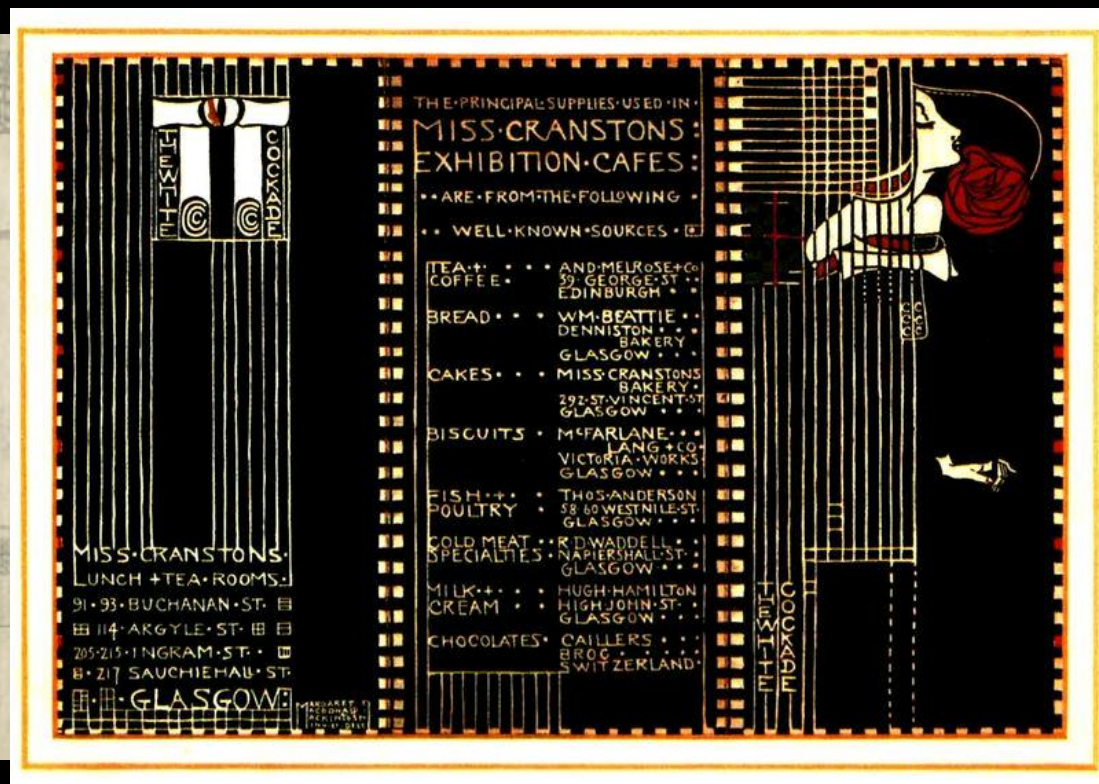 THE WHITE
COCKADE
MISS·CRANSTONS·
LUNCH + TEA·ROOMS·
91·93·BUCHANAN·ST·
114·ARGYLE·ST·
205·215·INGRAM·ST··
&·217 SAUCHIEHALL·ST·
GLASGOW:
MARGARET
MACDONALD
MACKINTOSH
THE·PRINCIPAL·SUPPLIES·USED·IN·
MISS·CRANSTONS:
EXHIBITION·CAFES:
··ARE·FROM·THE·FOLLOWING·
··WELL·KNOWN·SOURCES·
TEA·+···· AND·MELROSE+Co
COFFEE· 39·GEORGE·ST··
EDINBURGH··
BREAD··· WM·BEATTIE··
DENNISTON···
BAKERY
GLASGOW···
CAKES··· MISS·CRANSTONS
BAKERY·
292·ST·VINCENT·ST
GLASGOW···
BISCUITS· McFARLANE···
LANG+CO·
VICTORIA·WORKS·
GLASGOW···
FISH·+·· THOS·ANDERSON
POULTRY· 58·60 WESTNILE·ST·
GLASGOW···
COLD MEAT·· R·D·WADDELL··
SPECIALTIES· NAPIERSHALL·ST·
GLASGOW···
MILK·+·· HUGH·HAMILTON
CREAM·· HIGHJOHN·ST··
GLASGOW···
CHOCOLATES· CAILLERS···
BROC····
SWITZERLAND·
THE WHITE
COCKADE